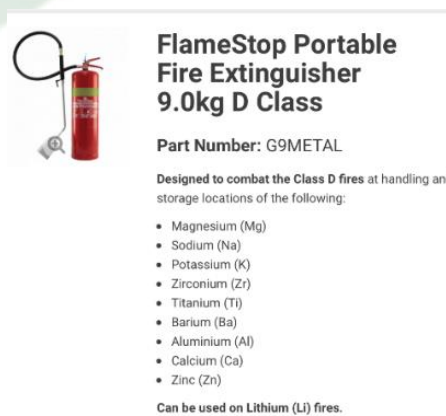 FlameStop Portable
Fire Extinguisher
9.0kg D Class
Part Number: G9METAL
Designed to combat the Class D fires at handling an
storage locations of the following:
• Magnesium (Mg)
• Sodium (Na)
• Potassium (K)
• Zirconium (Zr)
• Titanium (Ti)
• Barium (Ba)
• Aluminium (Al)
• Calcium (Ca)
• Zinc (Zn)
Can be used on Lithium (Li) fires.